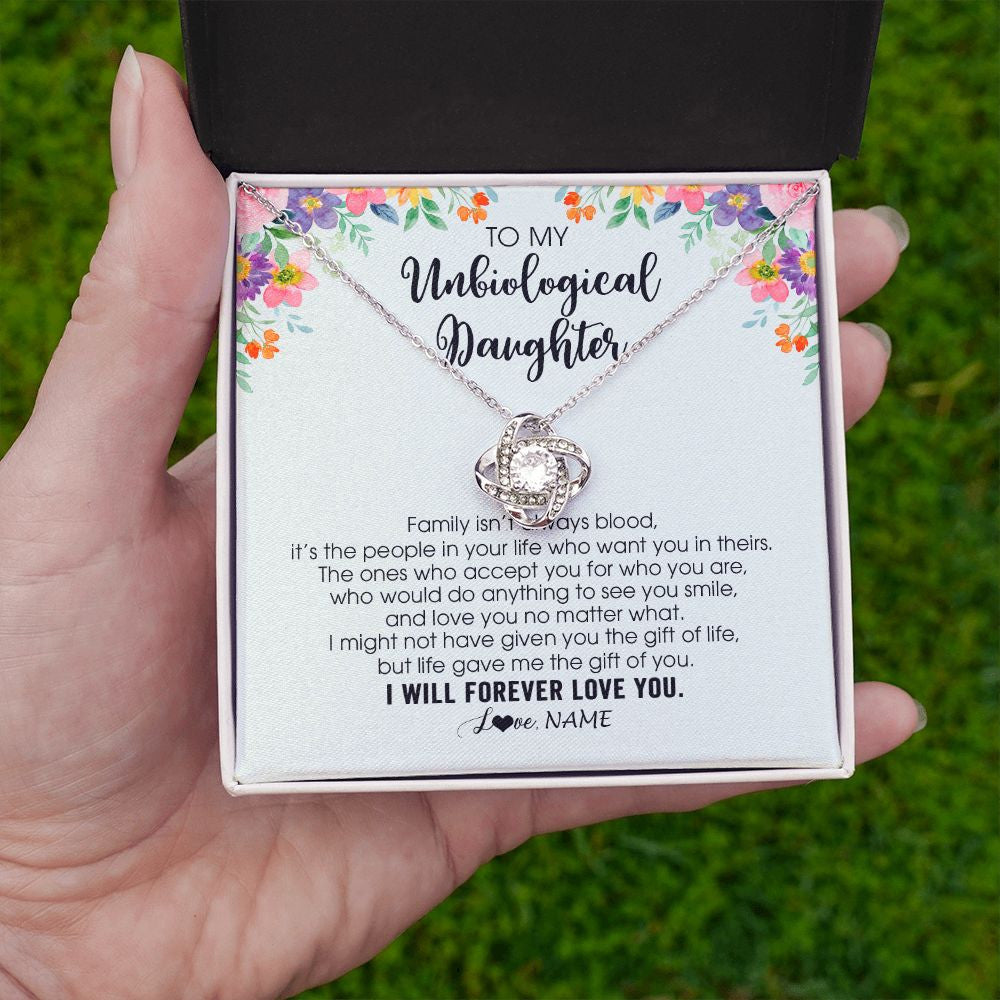 TO MY
Unbiological
Daughter
Family isn't always blood,
it's the people in your life who want you in theirs.
The ones who accept you for who you are,
who would do anything to see you smile,
and love you no matter what.
I might not have given you the gift of life,
but life gave me the gift of you.
I WILL FOREVER LOVE YOU.
Love, NAME